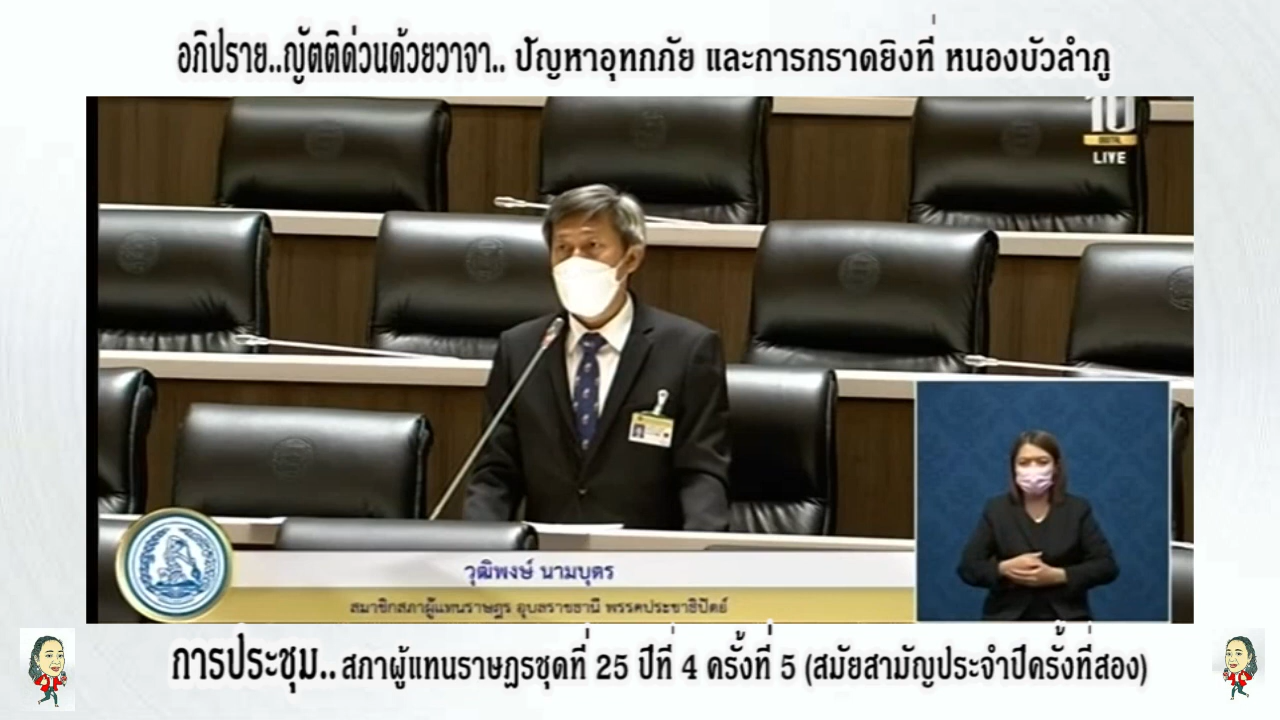 อภิปราย..ญัตติด่วนด้วยวาจา.. ปัญหาอุทกภัย และการกราดยิงที่ หนองบัวลำภู
10
LIVE
วุฒิพงษ์ นามบุตร
สมาชิกสภาผู้แทนราษฎร อุบลราชธานี พรรคประชาธิปัตย์
การประชุม.. สภาผู้แทนราษฎรชุดที่ 25 ปีที่ 4 ครั้งที่ 5 (สมัยสามัญประจำปีครั้งที่สอง)